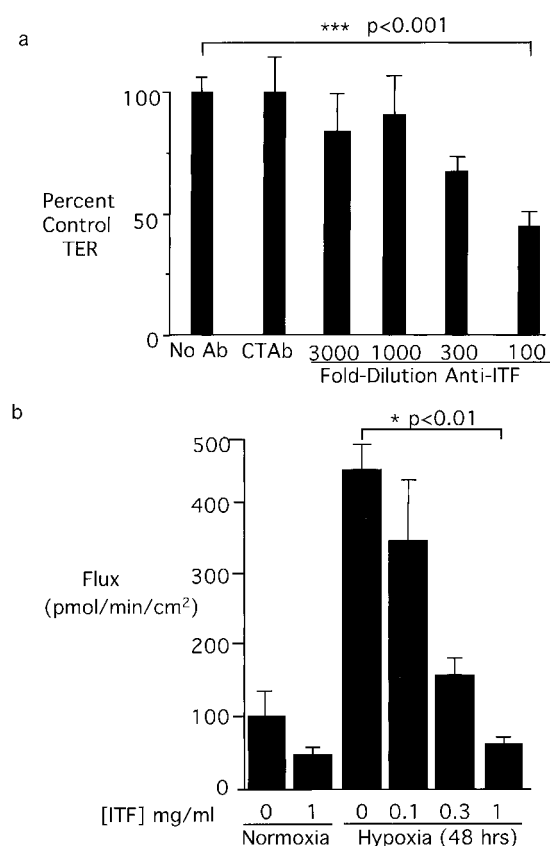 a
*** p<0.001
100
50
0
Percent
Control
TER
No Ab CTAb 3000 1000 300 100
Fold-Dilution Anti-ITF
b
* p<0.01
500
400
300
200
100
0
Flux
(pmol/min/cm²)
[ITF] mg/ml 0 1 0 0.1 0.3 1
Normoxia Hypoxia (48 hrs)